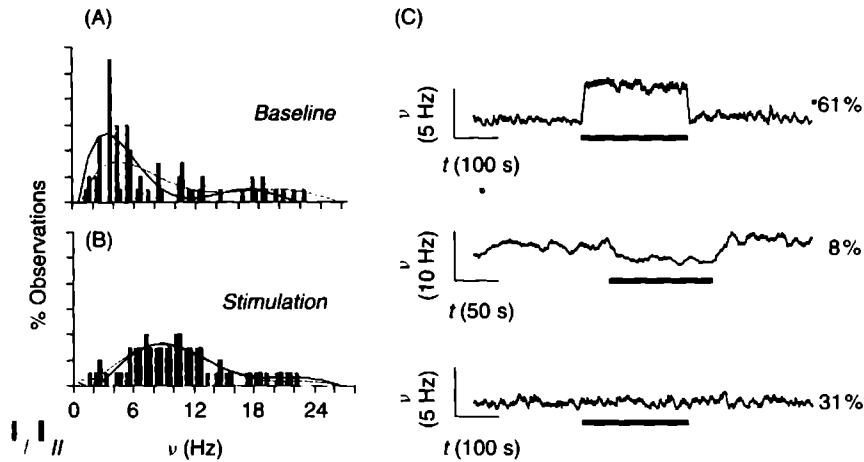 (A)
Baseline
(B)
Stimulation
% Observations
0 6 12 18 24
ν (Hz)
I II
(C)
ν
(5 Hz)
t (100 s)
61%
ν
(10 Hz)
t (50 s)
8%
ν
(5 Hz)
t (100 s)
31%